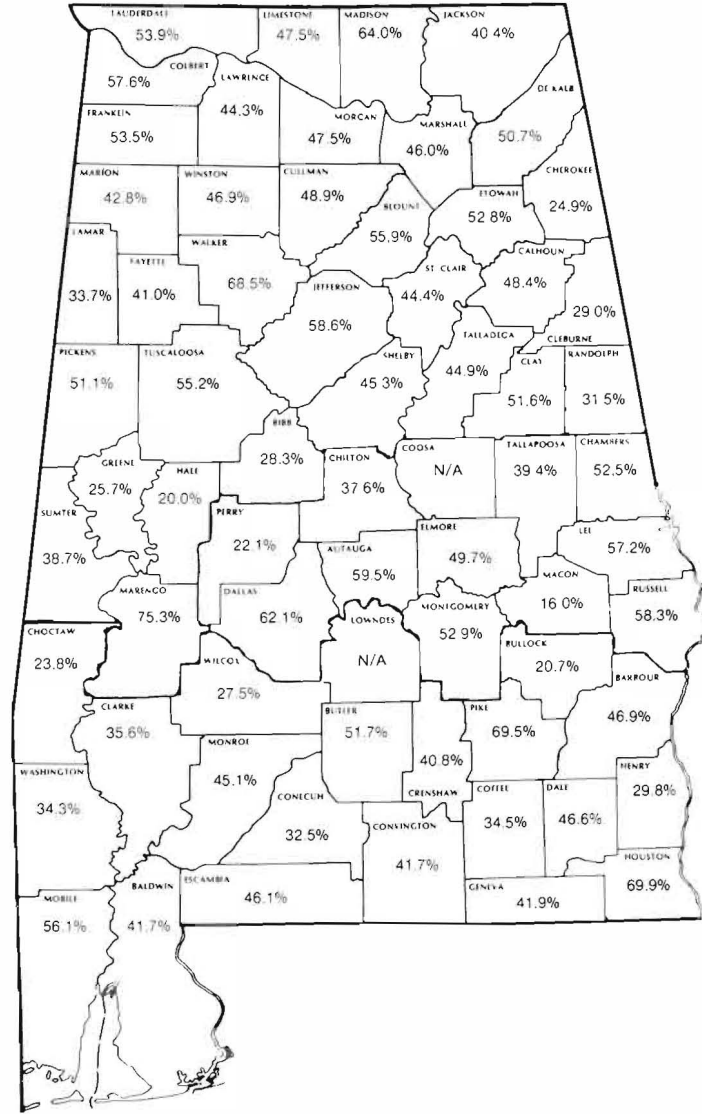 LAUDERDALE
53.9%
LIMESTONE
47.5%
MADISON
64.0%
JACKSON
40.4%
COLBERT
57.6%
LAWRENCE
44.3%
FRANKLIN
53.5%
MORGAN
47.5%
MARSHALL
46.0%
DE KALB
50.7%
MARION
42.8%
WINSTON
46.9%
CULLMAN
48.9%
BLOUNT
55.9%
ETOWAH
52.8%
CHEROKEE
24.9%
LAMAR
33.7%
FAYETTE
41.0%
WALKER
68.5%
JEFFERSON
58.6%
ST CLAIR
44.4%
CALHOUN
48.4%
29.0%
CLEBURNE
PICKENS
51.1%
TUSCALOOSA
55.2%
SHELBY
45.3%
TALLADEGA
44.9%
CLAY
51.6%
RANDOLPH
31.5%
GREENE
25.7%
HALE
20.0%
BIBB
28.3%
CHILTON
37.6%
COOSA
N/A
TALLAPOOSA
39.4%
CHAMBERS
52.5%
SUMTER
38.7%
PERRY
22.1%
AUTAUGA
59.5%
ELMORE
49.7%
LEE
57.2%
MARENGO
75.3%
DALLAS
62.1%
LOWNDES
N/A
MONTGOMERY
52.9%
MACON
16.0%
RUSSELL
58.3%
CHOCTAW
23.8%
WILCOX
27.5%
BULLOCK
20.7%
BARBOUR
46.9%
CLARKE
35.6%
MONROE
45.1%
BUTLER
51.7%
40.8%
CRENSHAW
PIKE
69.5%
HENRY
29.8%
WASHINGTON
34.3%
CONECUH
32.5%
CONVINGTON
41.7%
COFFEE
34.5%
DALE
46.6%
HOUSTON
69.9%
MOBILE
56.1%
BALDWIN
41.7%
ESCAMBIA
46.1%
GENEVA
41.9%